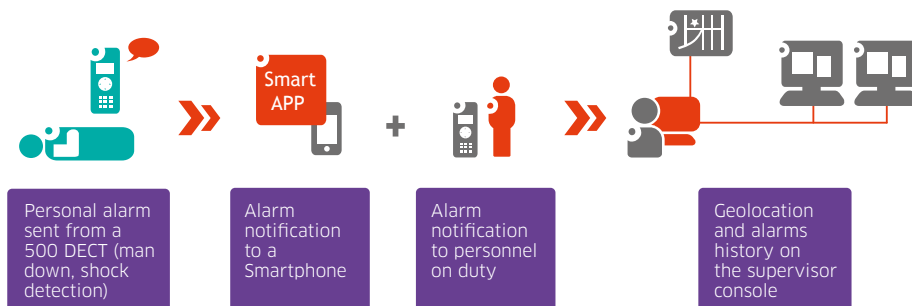 Smart
APP
+
Personal alarm
sent from a
500 DECT (man
down, shock
detection)
Alarm
notification
to a
Smartphone
Alarm
notification
to personnel
on duty
Geolocation
and alarms
history on
the supervisor
console